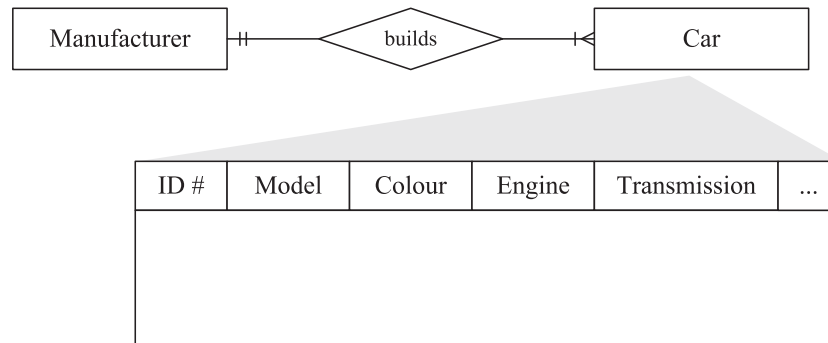 Manufacturer builds Car
ID # Model Colour Engine Transmission ...